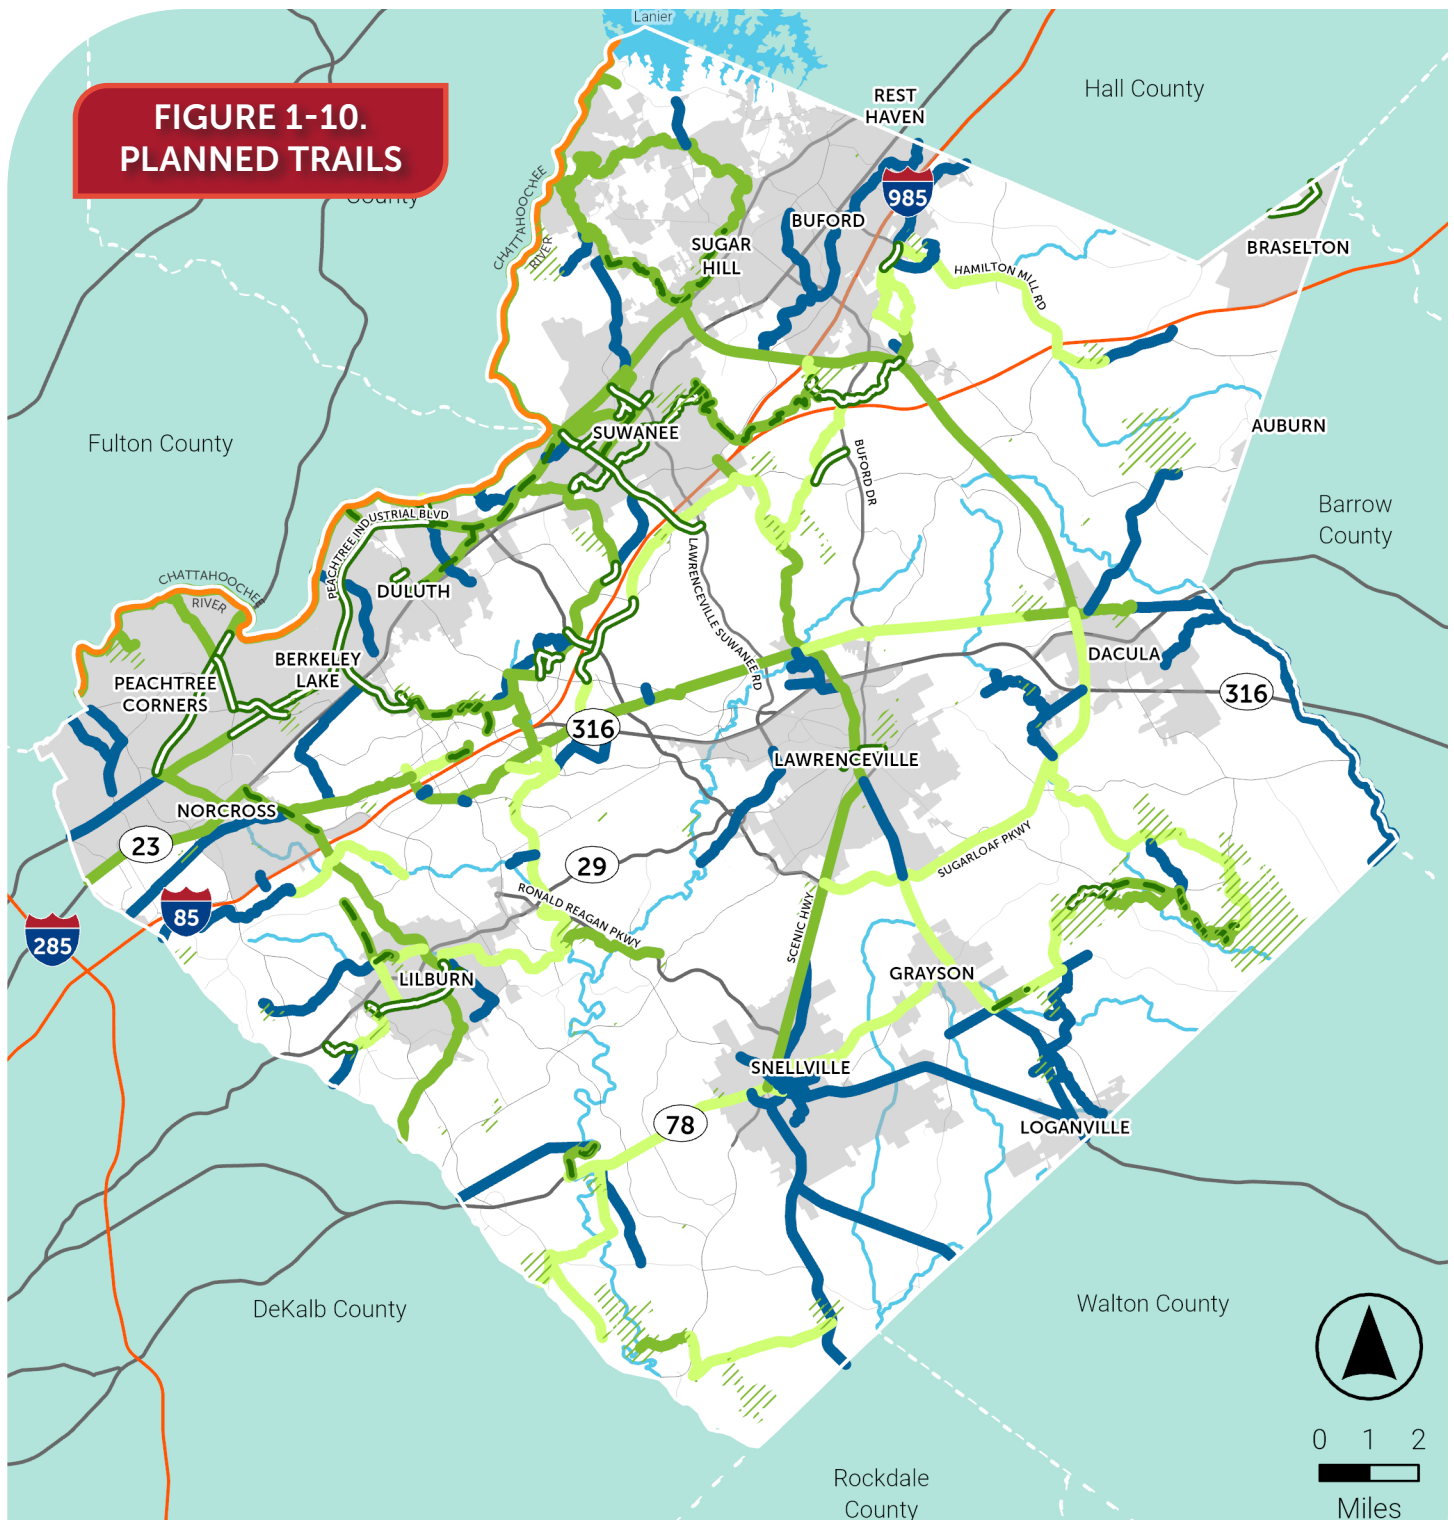 Lanier
FIGURE 1-10.
PLANNED TRAILS
County
Hall County
REST
HAVEN
985
CHATTAHOOCHEE
RIVER
BUFORD
SUGAR
HILL
BRASELTON
HAMILTON MILL RD
Fulton County
SUWANEE
AUBURN
BUFORD DR
Barrow
County
PEACHTREE INDUSTRIAL BLVD
LAWRENCEVILLE SUWANEE RD
CHATTAHOOCHEE
RIVER
DULUTH
BERKELEY
LAKE
PEACHTREE
CORNERS
DACULA
316
316
LAWRENCEVILLE
NORCROSS
23
29
SUGARLOAF PKWY
RONALD REAGAN PKWY
85
285
SCENIC HWY
LILBURN
GRAYSON
SNELLVILLE
78
LOGANVILLE
DeKalb County
Walton County
Rockdale
County
0 1 2
Miles